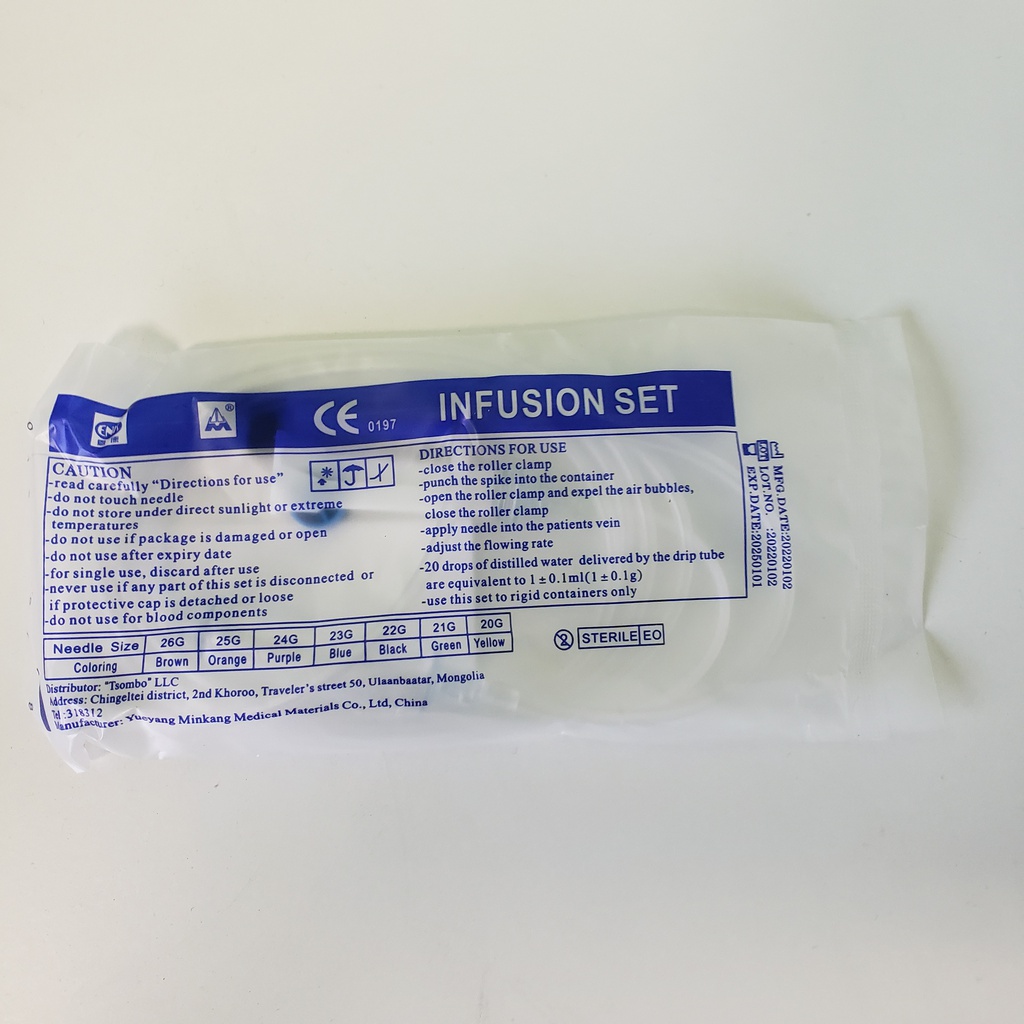 CE 0197
INFUSION SET
CAUTION
-read carefully “Directions for use”
-do not touch needle
-do not store under direct sunlight or extreme
temperatures
-do not use if package is damaged or open
-do not use after expiry date
-for single use, discard after use
-never use if any part of this set is disconnected or
if protective cap is detached or loose
-do not use for blood components
DIRECTIONS FOR USE
-close the roller clamp
-punch the spike into the container
-open the roller clamp and expel the air bubbles,
close the roller clamp
-apply needle into the patients vein
-adjust the flowing rate
-20 drops of distilled water delivered by the drip tube
are equivalent to 1 ± 0.1ml(1 ± 0.1g)
-use this set to rigid containers only
MFG.DATE:20220102
LOT LOT.NO. :20220102
EXP.DATE:20250101
Needle Size 26G 25G 24G 23G 22G 21G 20G
Coloring Brown Orange Purple Blue Black Green Yellow
2 STERILE EO
Distributor: "Tsombo" LLC
Address: Chingeltei district, 2nd Khoroo, Traveler's street 50, Ulaanbaatar, Mongolia
Tel :318312
Manufacturer: Yueyang Minkang Medical Materials Co., Ltd, China